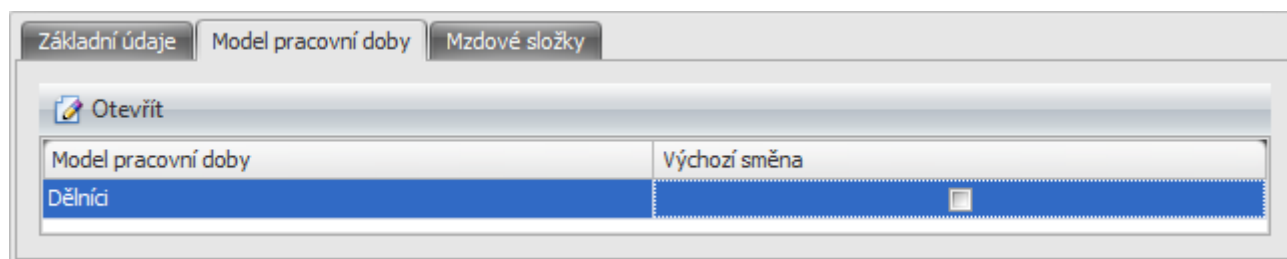 Základní údaje Model pracovní doby Mzdové složky
Otevřít
Model pracovní doby Výchozí směna
Dělníci